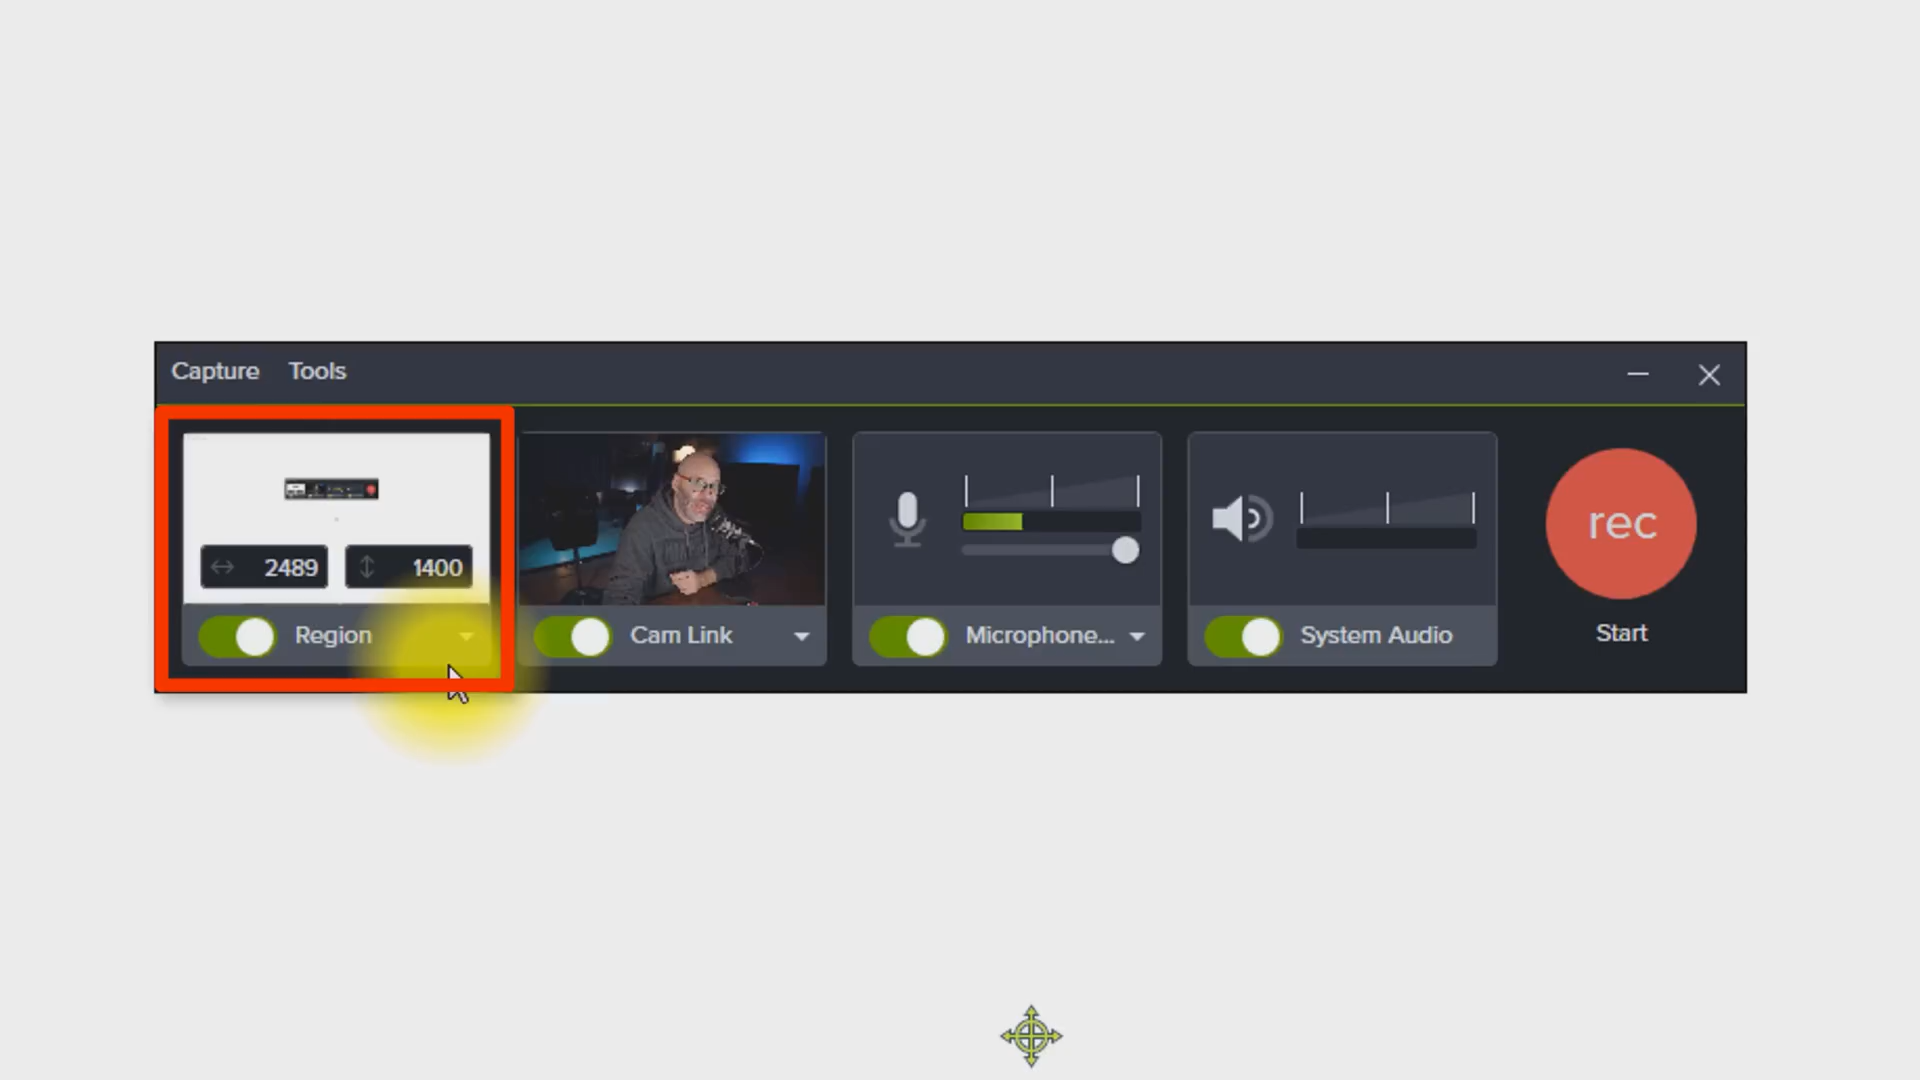 Capture Tools
2489 1400
rec
Region
Cam Link
Microphone...
System Audio
Start